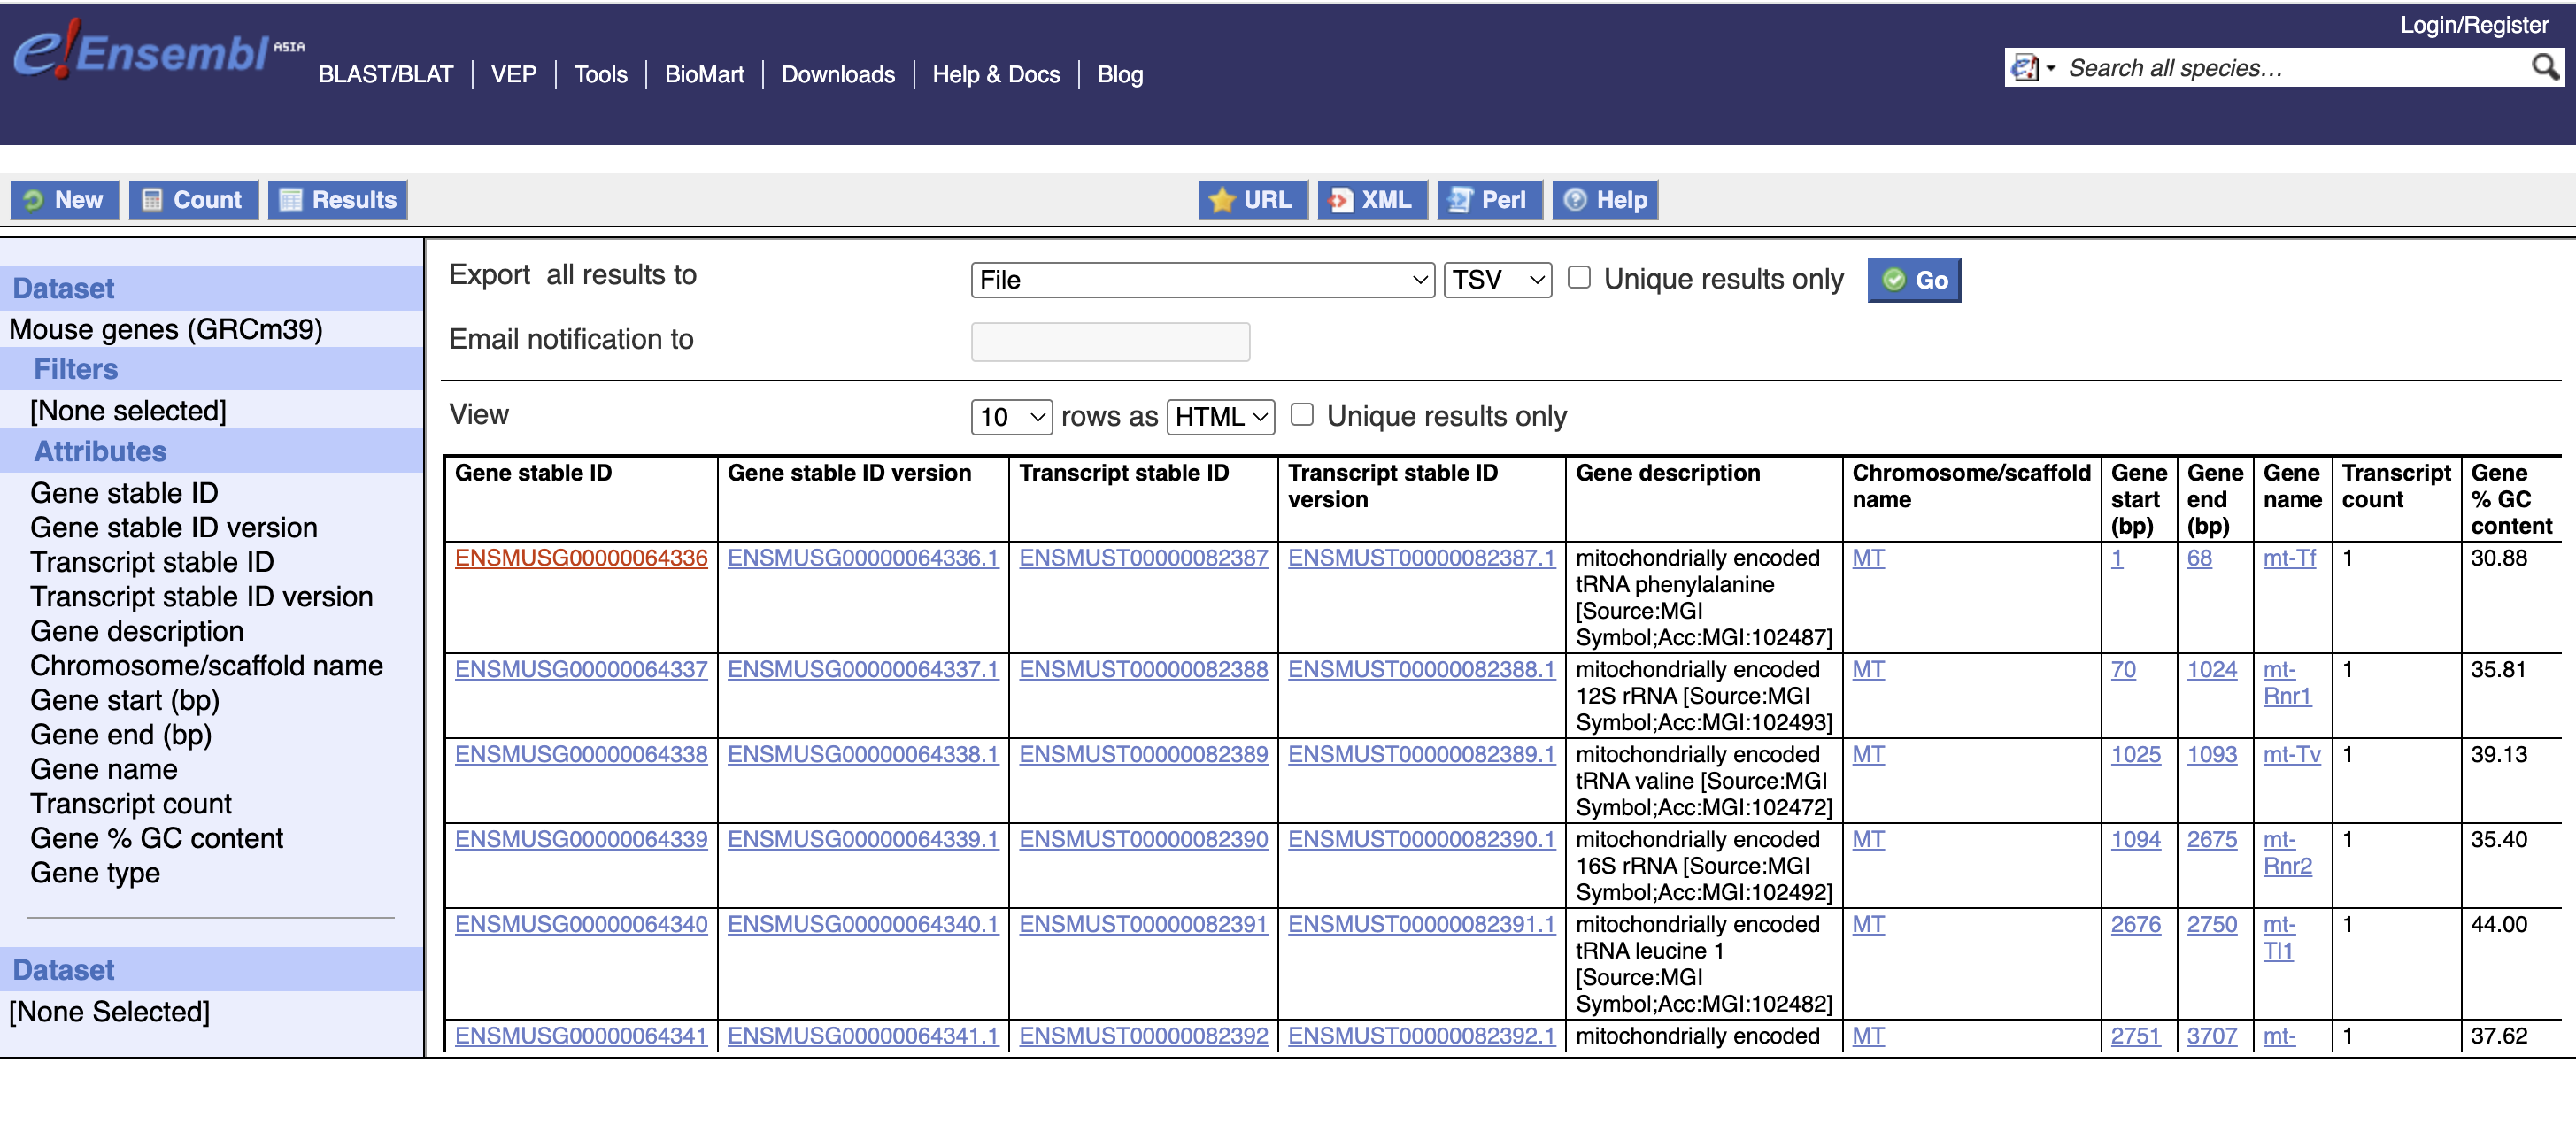 Login/Register
e!Ensembl ASIA
BLAST/BLAT | VEP | Tools | BioMart | Downloads | Help & Docs | Blog
e! Search all species…
New Count Results URL XML Perl Help
Dataset
Mouse genes (GRCm39)
Filters
[None selected]
Attributes
Gene stable ID
Gene stable ID version
Transcript stable ID
Transcript stable ID version
Gene description
Chromosome/scaffold name
Gene start (bp)
Gene end (bp)
Gene name
Transcript count
Gene % GC content
Gene type
Dataset
[None Selected]
Export all results to File TSV Unique results only Go
Email notification to
View 10 rows as HTML Unique results only
Gene stable ID Gene stable ID version Transcript stable ID Transcript stable ID Gene description Chromosome/scaffold Gene Gene Gene Transcript Gene
version name start end name count % GC
(bp) (bp) content
ENSMUSG00000064336 ENSMUSG00000064336.1 ENSMUST00000082387 ENSMUST00000082387.1 mitochondrially encoded MT 1 68 mt-Tf 1 30.88
tRNA phenylalanine
[Source:MGI
Symbol;Acc:MGI:102487]
ENSMUSG00000064337 ENSMUSG00000064337.1 ENSMUST00000082388 ENSMUST00000082388.1 mitochondrially encoded MT 70 1024 mt- 1 35.81
12S rRNA [Source:MGI Rnr1
Symbol;Acc:MGI:102493]
ENSMUSG00000064338 ENSMUSG00000064338.1 ENSMUST00000082389 ENSMUST00000082389.1 mitochondrially encoded MT 1025 1093 mt-Tv 1 39.13
tRNA valine [Source:MGI
Symbol;Acc:MGI:102472]
ENSMUSG00000064339 ENSMUSG00000064339.1 ENSMUST00000082390 ENSMUST00000082390.1 mitochondrially encoded MT 1094 2675 mt- 1 35.40
16S rRNA [Source:MGI Rnr2
Symbol;Acc:MGI:102492]
ENSMUSG00000064340 ENSMUSG00000064340.1 ENSMUST00000082391 ENSMUST00000082391.1 mitochondrially encoded MT 2676 2750 mt- 1 44.00
tRNA leucine 1 Tl1
[Source:MGI
Symbol;Acc:MGI:102482]
ENSMUSG00000064341 ENSMUSG00000064341.1 ENSMUST00000082392 ENSMUST00000082392.1 mitochondrially encoded MT 2751 3707 mt- 1 37.62